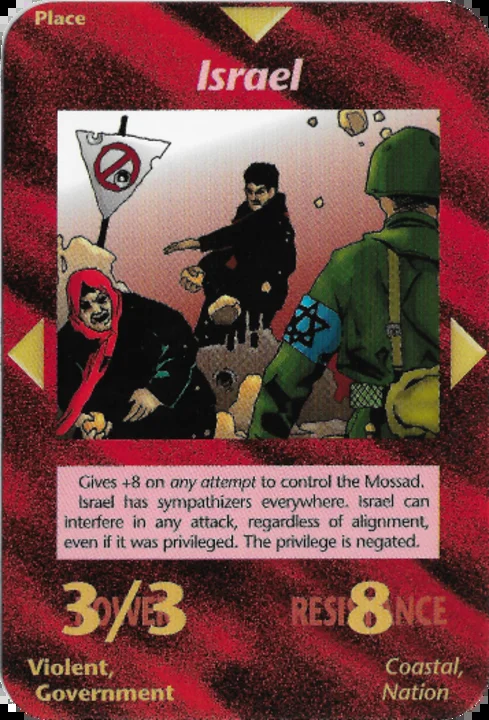 Place
Israel
Gives +8 on any attempt to control the Mossad.
Israel has sympathizers everywhere. Israel can
interfere in any attack, regardless of alignment,
even if it was privileged. The privilege is negated.
POWER 3/3
RESISTANCE 8
Violent,
Government
Coastal,
Nation